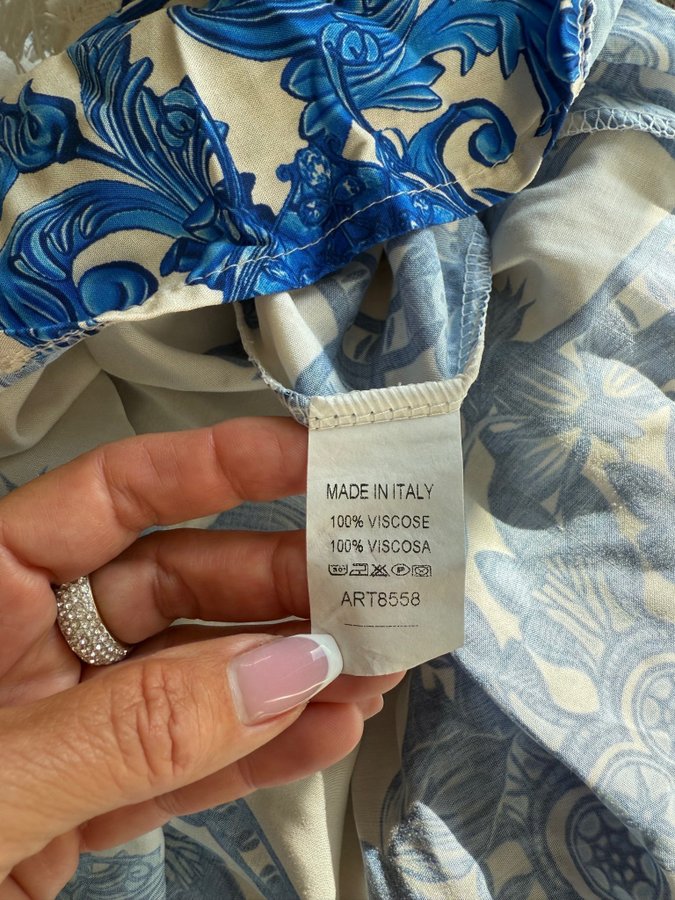 MADE IN ITALY
100% VISCOSE
100% VISCOSA
ART8558